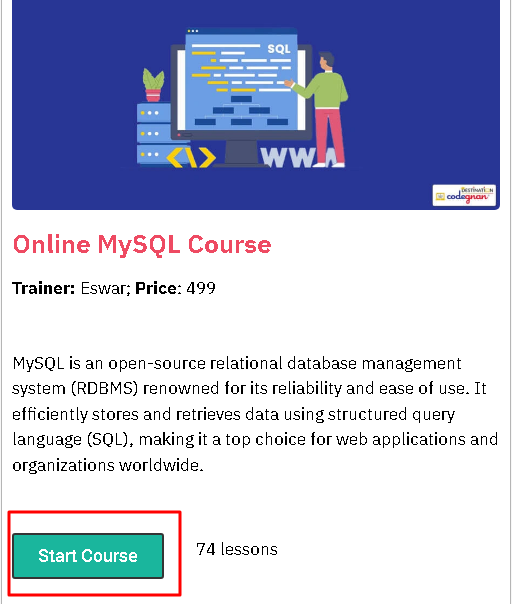 SQL
WWW
DESTINATION
codegnan
Online MySQL Course
Trainer: Eswar; Price: 499
MySQL is an open-source relational database management
system (RDBMS) renowned for its reliability and ease of use. It
efficiently stores and retrieves data using structured query
language (SQL), making it a top choice for web applications and
organizations worldwide.
Start Course
74 lessons